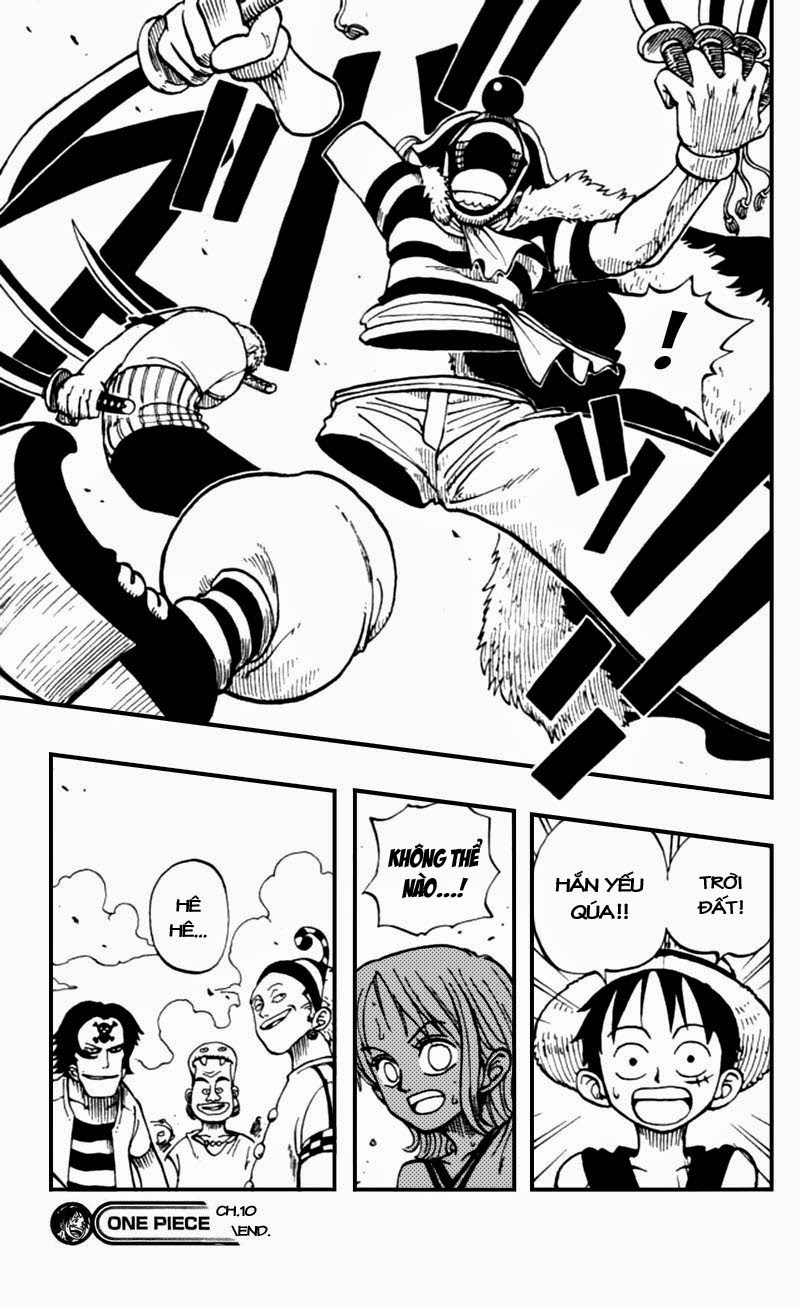 !
TRỜI
ĐẤT!
HẮN YẾU
QÚA!!
KHÔNG THỂ
NÀO...!
HÊ
HÊ...
ONE PIECE
CH.10
END.